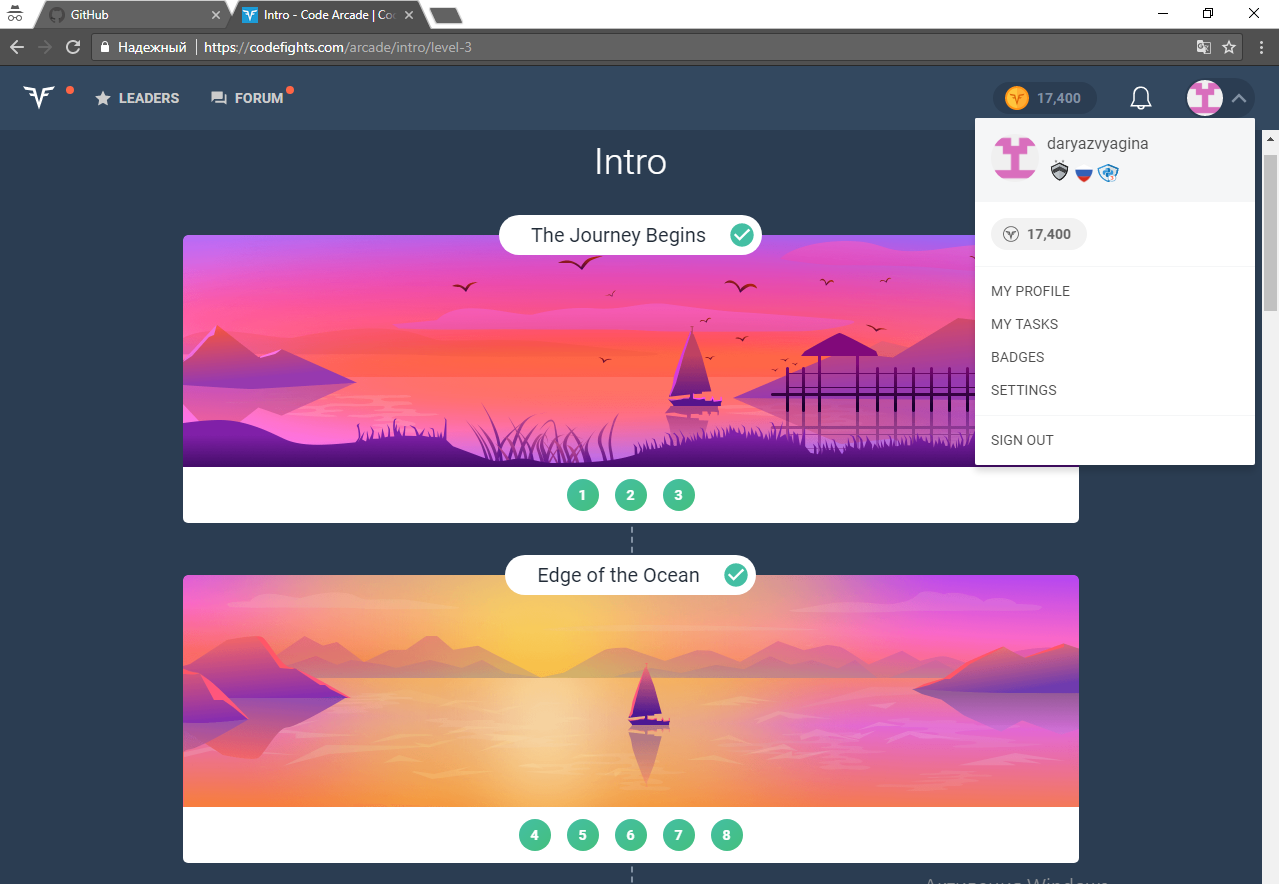 GitHub
Intro - Code Arcade | Co
Надежный
https://codefights.com/arcade/intro/level-3
LEADERS
FORUM
17,400
daryazvyagina
17,400
MY PROFILE
MY TASKS
BADGES
SETTINGS
SIGN OUT
Intro
The Journey Begins
1 2 3
Edge of the Ocean
4 5 6 7 8